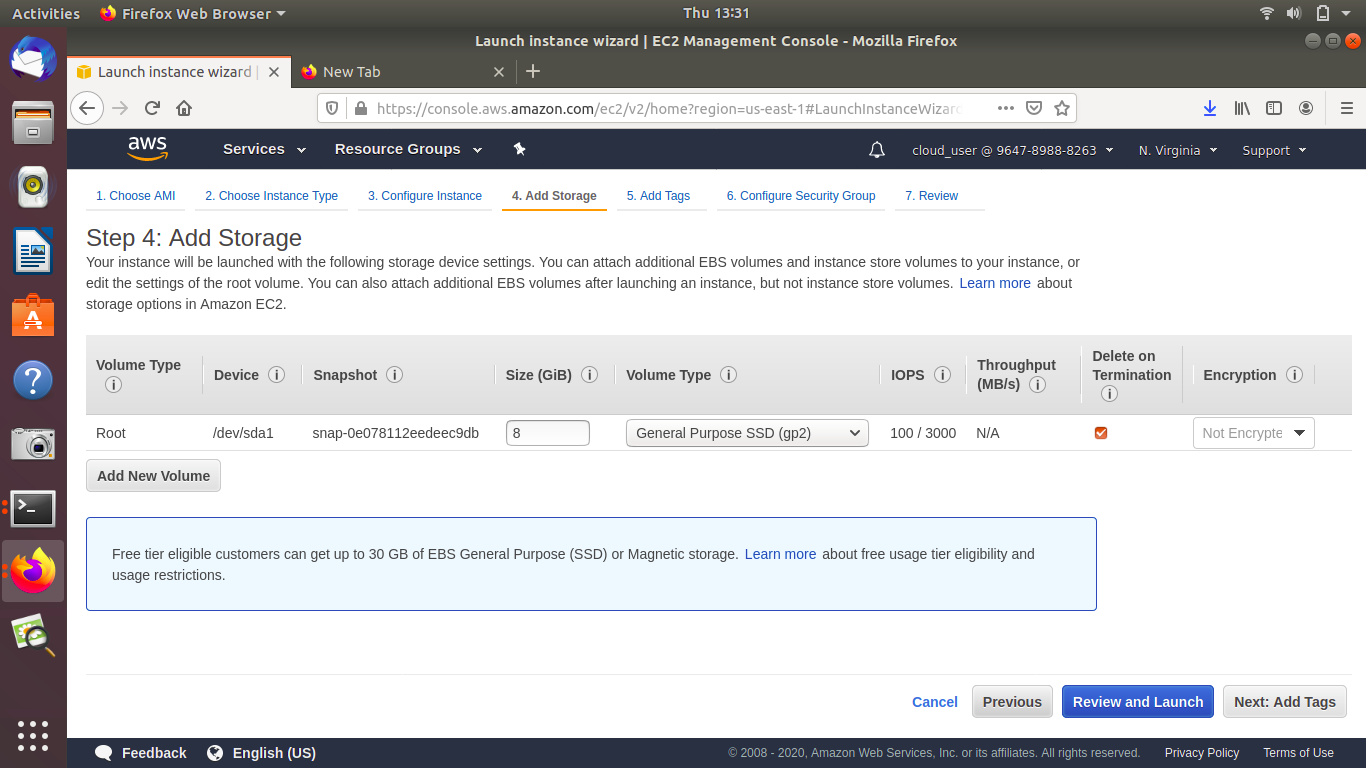 Activities
Firefox Web Browser
Thu 13:31
Launch instance wizard | EC2 Management Console - Mozilla Firefox
Launch instance wizard |
New Tab
https://console.aws.amazon.com/ec2/v2/home?region=us-east-1#LaunchInstanceWizard
aws
Services
Resource Groups
cloud_user @ 9647-8988-8263
N. Virginia
Support
1. Choose AMI
2. Choose Instance Type
3. Configure Instance
4. Add Storage
5. Add Tags
6. Configure Security Group
7. Review
Step 4: Add Storage
Your instance will be launched with the following storage device settings. You can attach additional EBS volumes and instance store volumes to your instance, or
edit the settings of the root volume. You can also attach additional EBS volumes after launching an instance, but not instance store volumes. Learn more about
storage options in Amazon EC2.
Volume Type
Device
Snapshot
Size (GiB)
Volume Type
IOPS
Throughput
(MB/s)
Delete on
Termination
Encryption
Root
/dev/sda1
snap-0e078112eedeec9db
8
General Purpose SSD (gp2)
100 / 3000
N/A
Not Encrypte
Add New Volume
Free tier eligible customers can get up to 30 GB of EBS General Purpose (SSD) or Magnetic storage. Learn more about free usage tier eligibility and
usage restrictions.
Cancel
Previous
Review and Launch
Next: Add Tags
Feedback
English (US)
© 2008 - 2020, Amazon Web Services, Inc. or its affiliates. All rights reserved.
Privacy Policy
Terms of Use